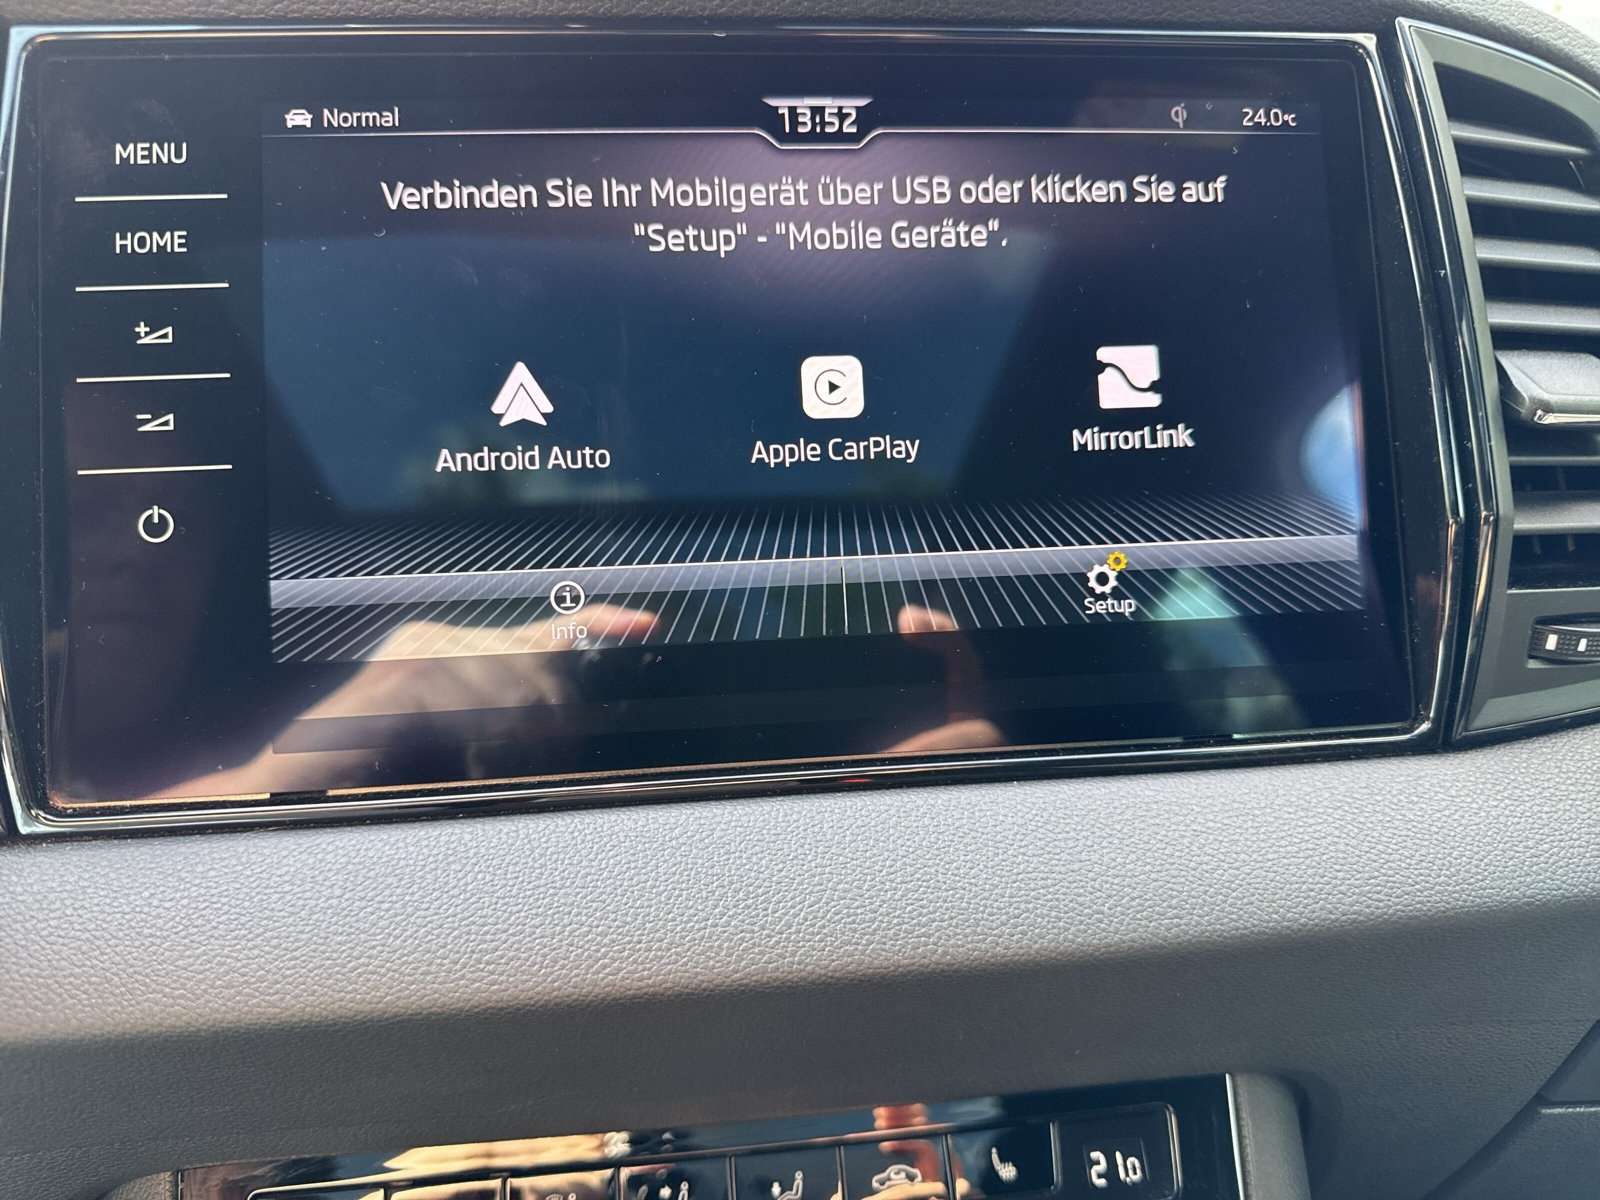 Normal
13:52
24.0°C
MENU
HOME
Verbinden Sie Ihr Mobilgerät über USB oder klicken Sie auf
"Setup" - "Mobile Geräte".
Android Auto
Apple CarPlay
MirrorLink
Info
Setup
21.0